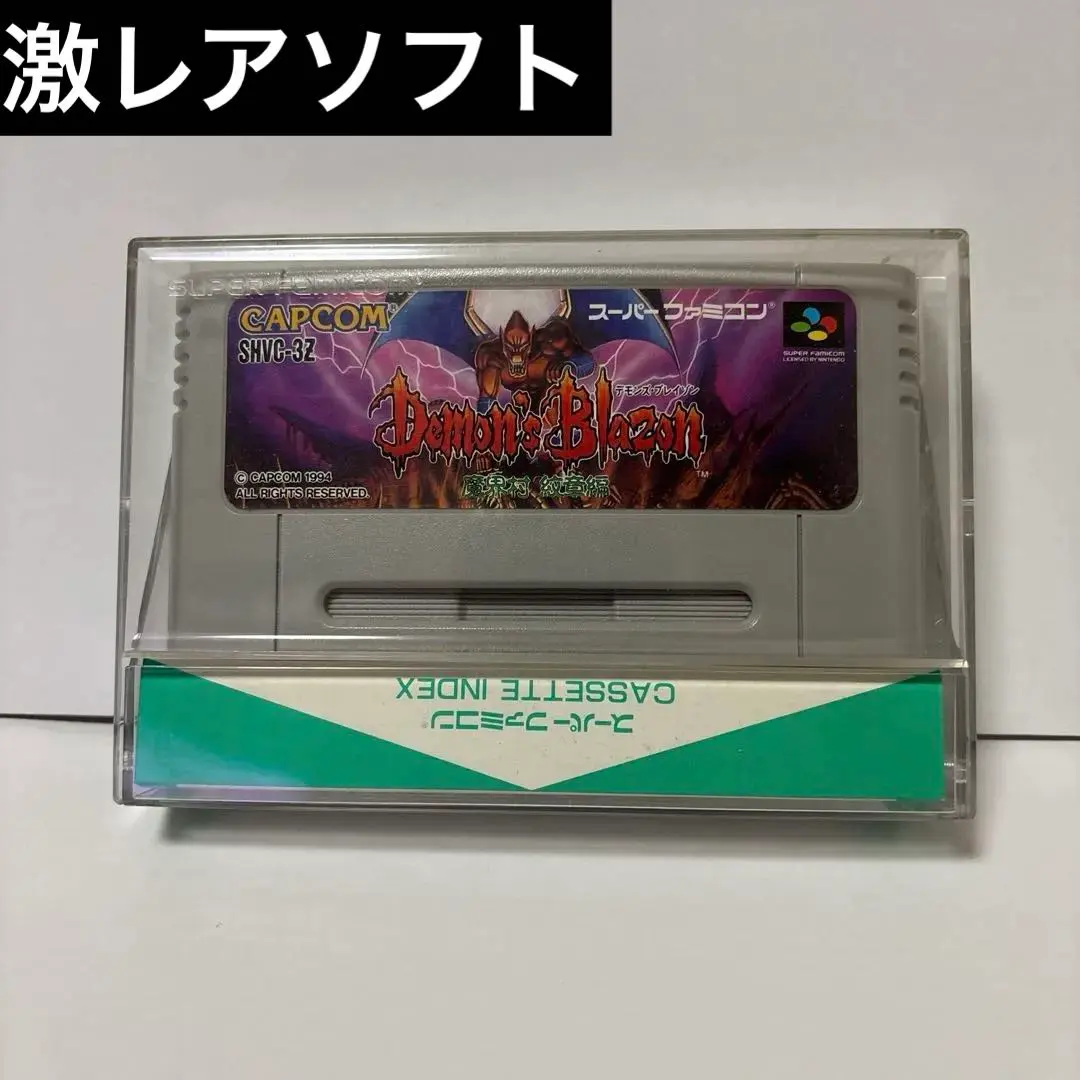 激レアソフト
SUPER FAMICOM
CAPCOM®
スーパーファミコン®
SHVC-3Z
SUPER FAMICOM
LICENSED BY NINTENDO
デモンズ・ブレイゾン
Demon's Blazon
TM
魔界村 紋章編
© CAPCOM 1994
ALL RIGHTS RESERVED.
CASSETTE INDEX
スーパーファミコン